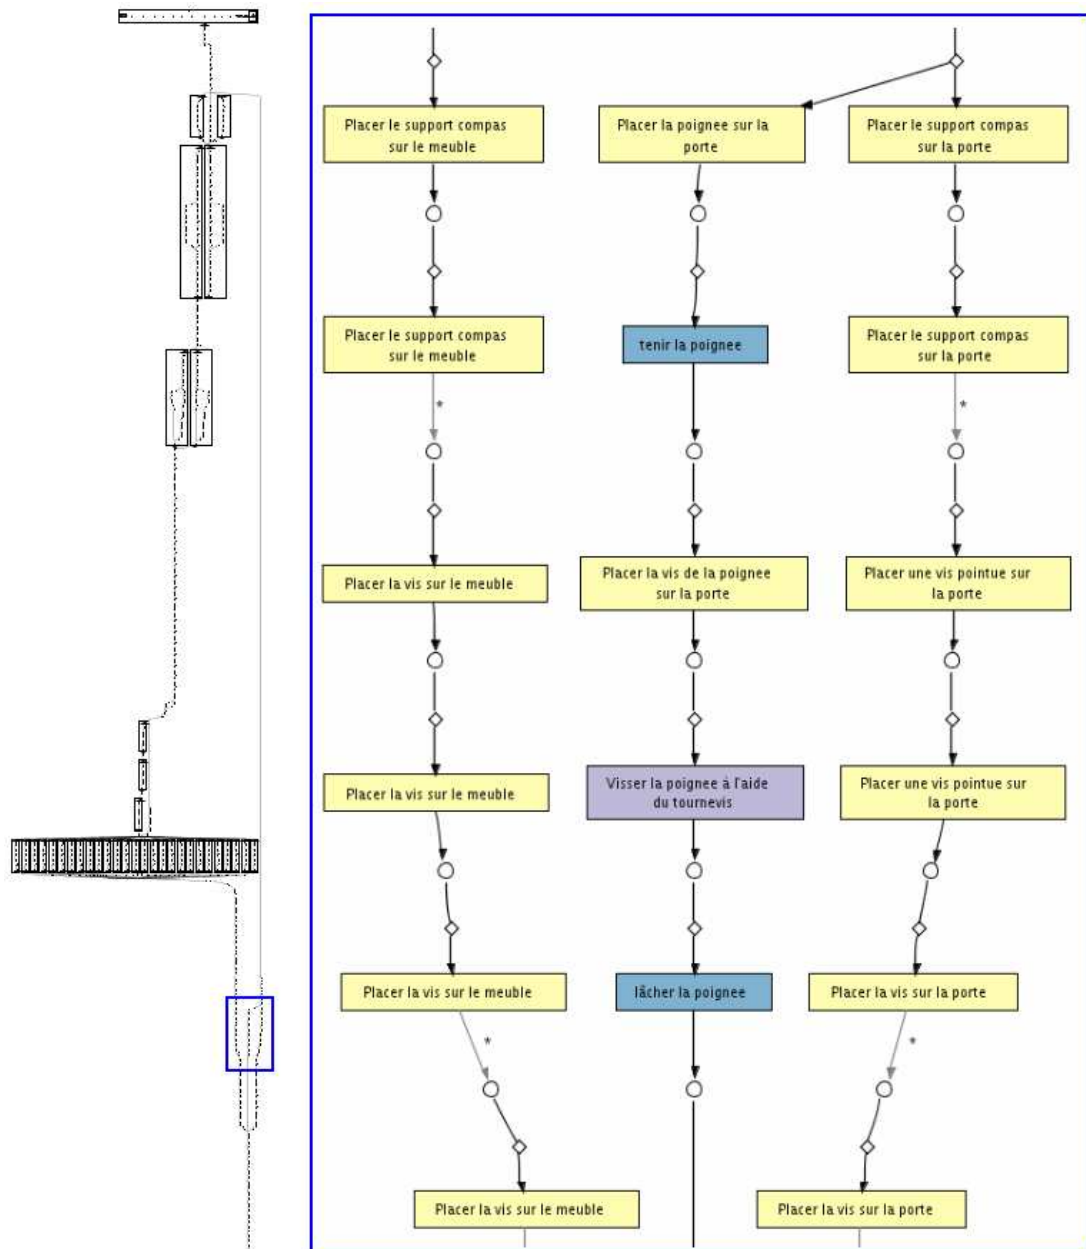 Placer le support compas
sur le meuble
Placer la poignee sur la
porte
Placer le support compas
sur la porte
Placer le support compas
sur le meuble
tenir la poignee
Placer le support compas
sur la porte
*
*
Placer la vis sur le meuble
Placer la vis de la poignee
sur la porte
Placer une vis pointue sur
la porte
Placer la vis sur le meuble
Visser la poignee à l'aide
du tournevis
Placer une vis pointue sur
la porte
Placer la vis sur le meuble
lâcher la poignee
Placer la vis sur la porte
*
*
Placer la vis sur le meuble
Placer la vis sur la porte